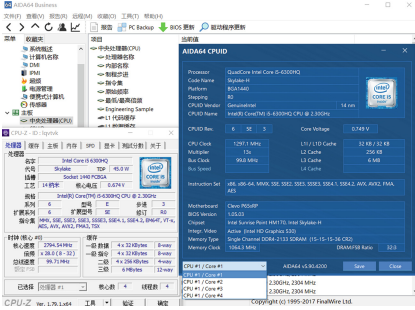 AIDA64 Business
文件(F) 查看(V) 报告(R) 收藏(O) 工具(T) 帮助(H)
报告 PC Backup BIOS 更新 驱动程序更新
菜单 收藏夹
项目
当前值
系统概述
计算机名称
DMI
IPMI
超频
电源管理
便携式计算机
传感器
主板
中央处理器(CPU)
中央处理器(CPU)
处理器名称
内部名称
制程步进
指令集
原始频率
最低/最高倍频
Engineering Sample
L1 代码缓存
AIDA64 CPUID
Processor QuadCore Intel Core i5-6300HQ
Code Name Skylake-H
Platform BGA1440
Stepping R0
CPUID Vendor GenuineIntel 14 nm
CPUID Name Intel(R) Core(TM) i5-6300HQ CPU @ 2.30GHz
CPUID Rev. 6 5E 3 Core Voltage 0.749 V
CPU Clock 1297.1 MHz L1I / L1D Cache 32 KB / 32 KB
Multiplier 13x L2 Cache 256 KB
Bus Clock 99.8 MHz L3 Cache 6 MB
Bus Speed L4 Cache
Instruction Set x86, x86-64, MMX, SSE, SSE2, SSE3, SSSE3, SSE4.1, SSE4.2, AVX, AVX2, FMA, AES
Motherboard Clevo P65xRP
BIOS Version 1.05.03
Chipset Intel Sunrise Point HM170, Intel Skylake-H
Integr. Video Active (Intel HD Graphics 530)
Memory Type Single Channel DDR4-2133 SDRAM (15-15-15-36 CR2)
Memory Clock 1064.3 MHz DRAM:FSB Ratio 32:3
CPU #1 / Core #1 AIDA64 v5.90.4200 Save Close
CPU #1 / Core #1
CPU #1 / Core #2
CPU #1 / Core #3
CPU #1 / Core #4
2.30GHz, 2304 MHz
2.30GHz, 2304 MHz
Copyright (c) 1995-2017 FinalWire Ltd.
处理器 缓存 主板 内存 SPD 显卡 测试分数 关于
处理器
名字 Intel Core i5 6300HQ
代号 Skylake TDP 45.0 W
插槽 Socket 1440 FCBGA
工艺 14 纳米 核心电压 0.674 V
规格 Intel(R) Core(TM) i5-6300HQ CPU @ 2.30GHz
系列 6 型号 E 步进 3
扩展系列 6 扩展型号 5E 修订 R0
指令集 MMX, SSE, SSE2, SSE3, SSSE3, SSE4.1, SSE4.2, EM64T, VT-x, AES, AVX, AVX2, FMA3, TSX
时钟 (核心 #0)
缓存
核心速度 2794.54 MHz 一级 数据 4 x 32 KBytes 8-way
倍频 x 28.0 ( 8 - 32 ) 一级 指令 4 x 32 KBytes 8-way
总线速度 99.71 MHz 二级 4 x 256 KBytes 4-way
三级 6 MBytes 12-way
已选择 处理器 #1 核心数 4 线程数 4
CPU-Z Ver. 1.79.1.x64 工具 验证 确定